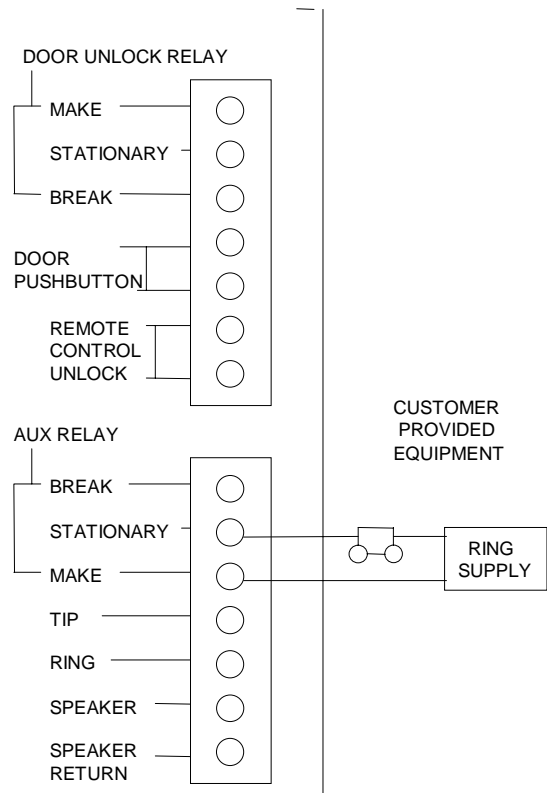 DOOR UNLOCK RELAY
MAKE
STATIONARY
BREAK
DOOR
PUSHBUTTON
REMOTE
CONTROL
UNLOCK
CUSTOMER
PROVIDED
EQUIPMENT
AUX RELAY
BREAK
STATIONARY
MAKE
RING
SUPPLY
TIP
RING
SPEAKER
SPEAKER
RETURN